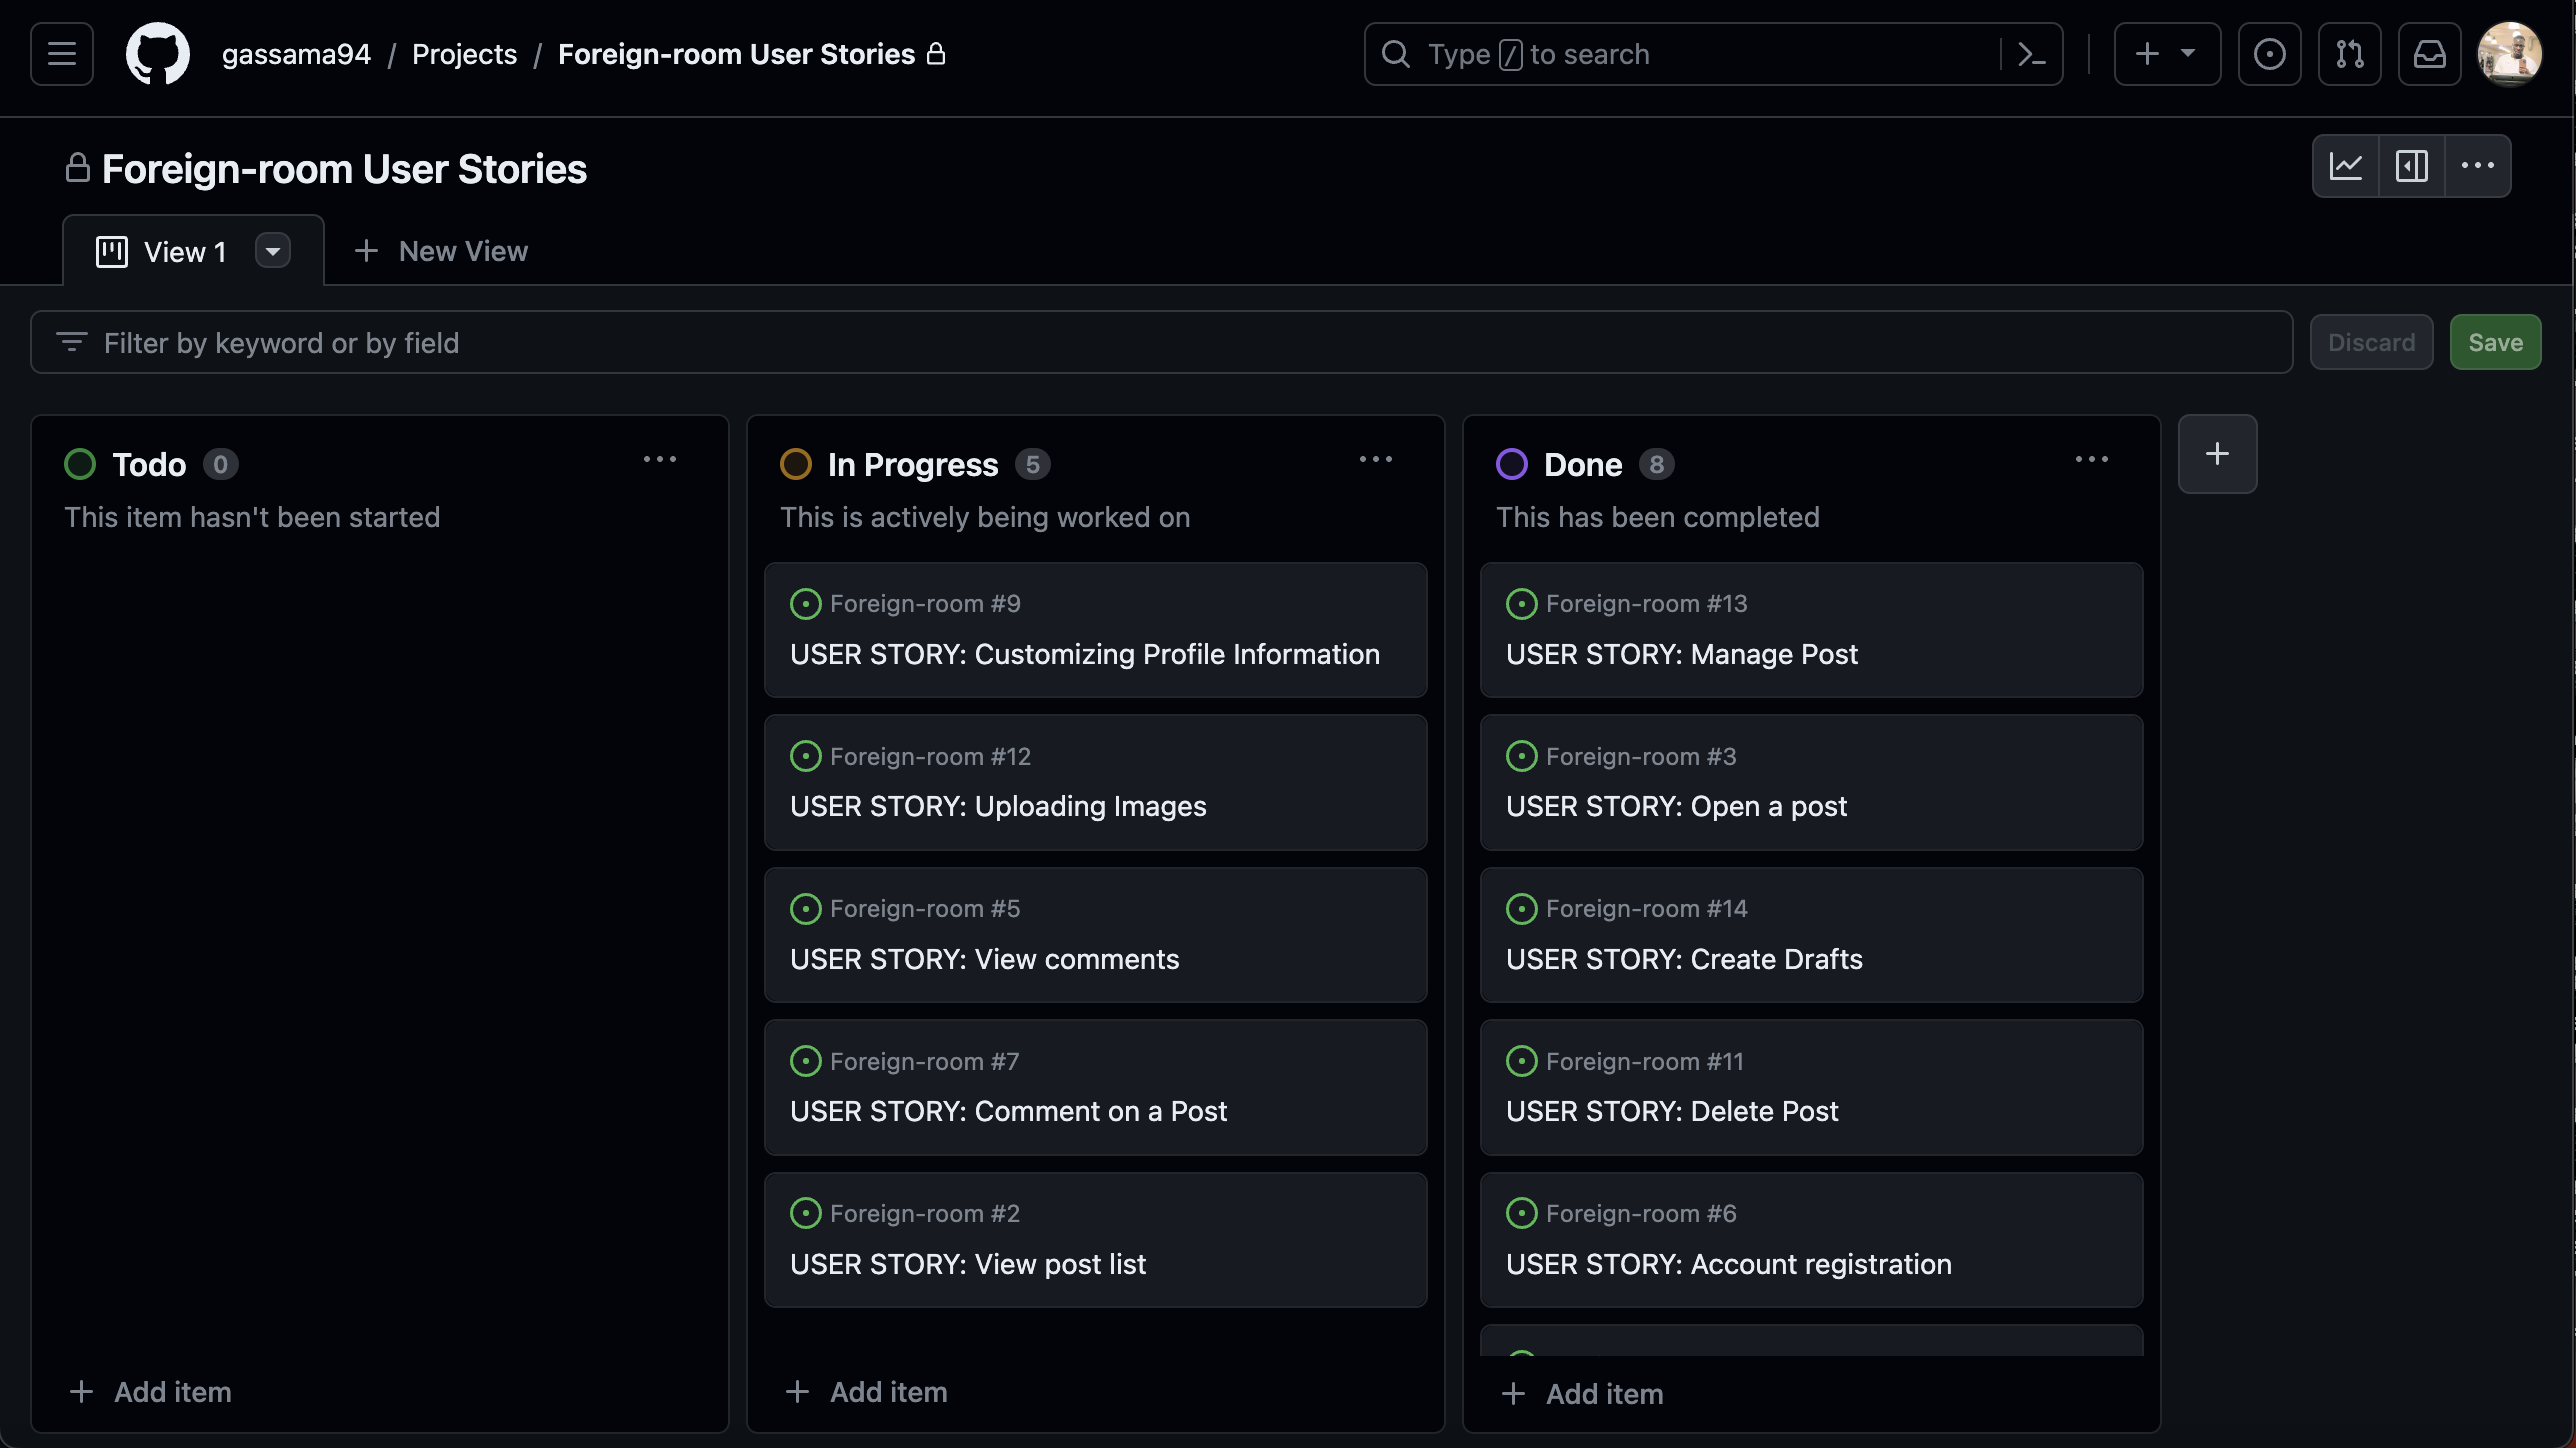 gassama94 / Projects / Foreign-room User Stories
Type / to search
Foreign-room User Stories
View 1
New View
Filter by keyword or by field
Discard
Save
Todo 0
This item hasn't been started
Add item
In Progress 5
This is actively being worked on
Foreign-room #9
USER STORY: Customizing Profile Information
Foreign-room #12
USER STORY: Uploading Images
Foreign-room #5
USER STORY: View comments
Foreign-room #7
USER STORY: Comment on a Post
Foreign-room #2
USER STORY: View post list
Add item
Done 8
This has been completed
Foreign-room #13
USER STORY: Manage Post
Foreign-room #3
USER STORY: Open a post
Foreign-room #14
USER STORY: Create Drafts
Foreign-room #11
USER STORY: Delete Post
Foreign-room #6
USER STORY: Account registration
Add item